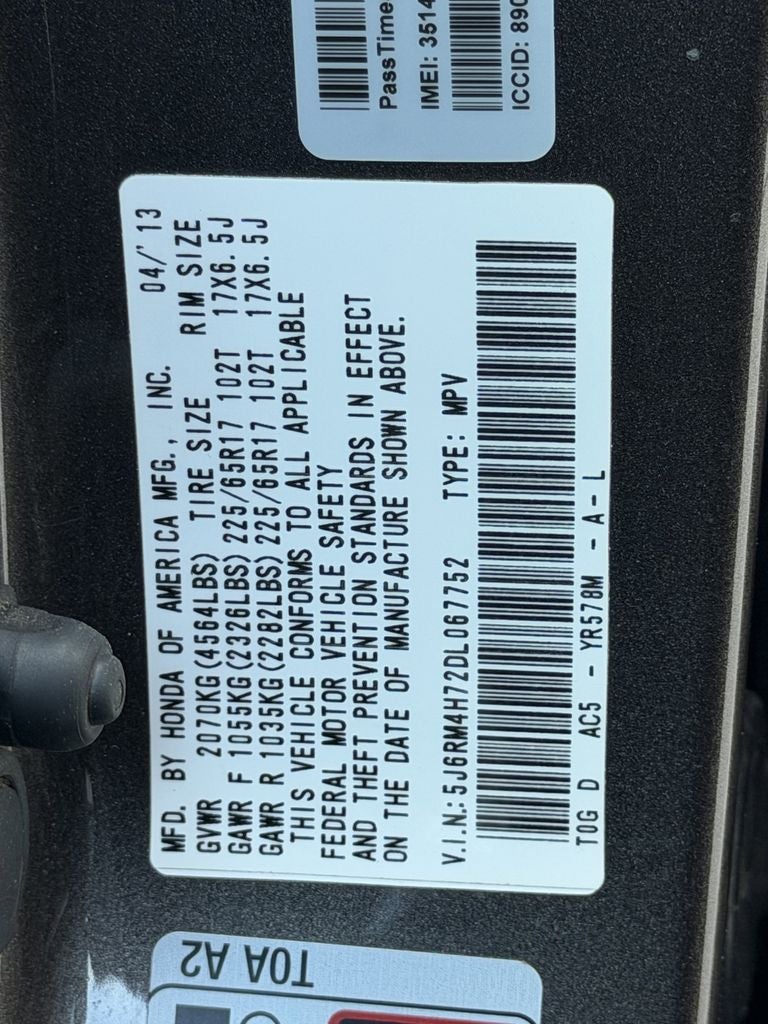 PassTime
IMEI: 3514
ICCID: 890
MFD. BY HONDA OF AMERICA MFG., INC. 04/'13
GVWR 2070KG(4564LBS) TIRE SIZE RIM SIZE
GAWR F 1055KG(2326LBS) 225/65R17 102T 17X6.5J
GAWR R 1035KG(2282LBS) 225/65R17 102T 17X6.5J
THIS VEHICLE CONFORMS TO ALL APPLICABLE
FEDERAL MOTOR VEHICLE SAFETY
AND THEFT PREVENTION STANDARDS IN EFFECT
ON THE DATE OF MANUFACTURE SHOWN ABOVE.
V.I.N.:5J6RM4H72DL067752 TYPE: MPV
TOG D AC5 - YR578M - A - L
TOA A2